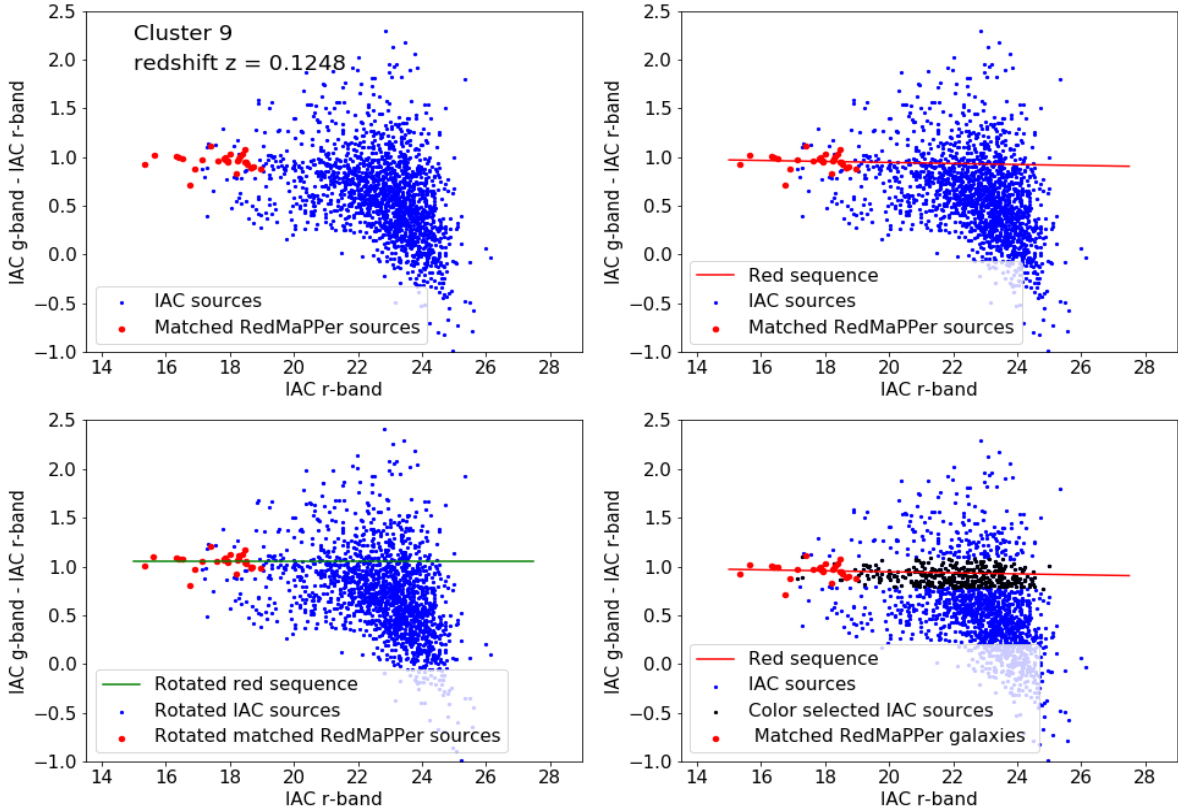 Cluster 9
redshift z = 0.1248
IAC g-band - IAC r-band
2.5
2.0
1.5
1.0
0.5
0.0
−0.5
−1.0
IAC sources
Matched RedMaPPer sources
14 16 18 20 22 24 26 28
IAC r-band
IAC g-band - IAC r-band
2.5
2.0
1.5
1.0
0.5
0.0
−0.5
−1.0
Red sequence
IAC sources
Matched RedMaPPer sources
14 16 18 20 22 24 26 28
IAC r-band
IAC g-band - IAC r-band
2.5
2.0
1.5
1.0
0.5
0.0
−0.5
−1.0
Rotated red sequence
Rotated IAC sources
Rotated matched RedMaPPer sources
14 16 18 20 22 24 26 28
IAC r-band
IAC g-band - IAC r-band
2.5
2.0
1.5
1.0
0.5
0.0
−0.5
−1.0
Red sequence
IAC sources
Color selected IAC sources
Matched RedMaPPer galaxies
14 16 18 20 22 24 26 28
IAC r-band